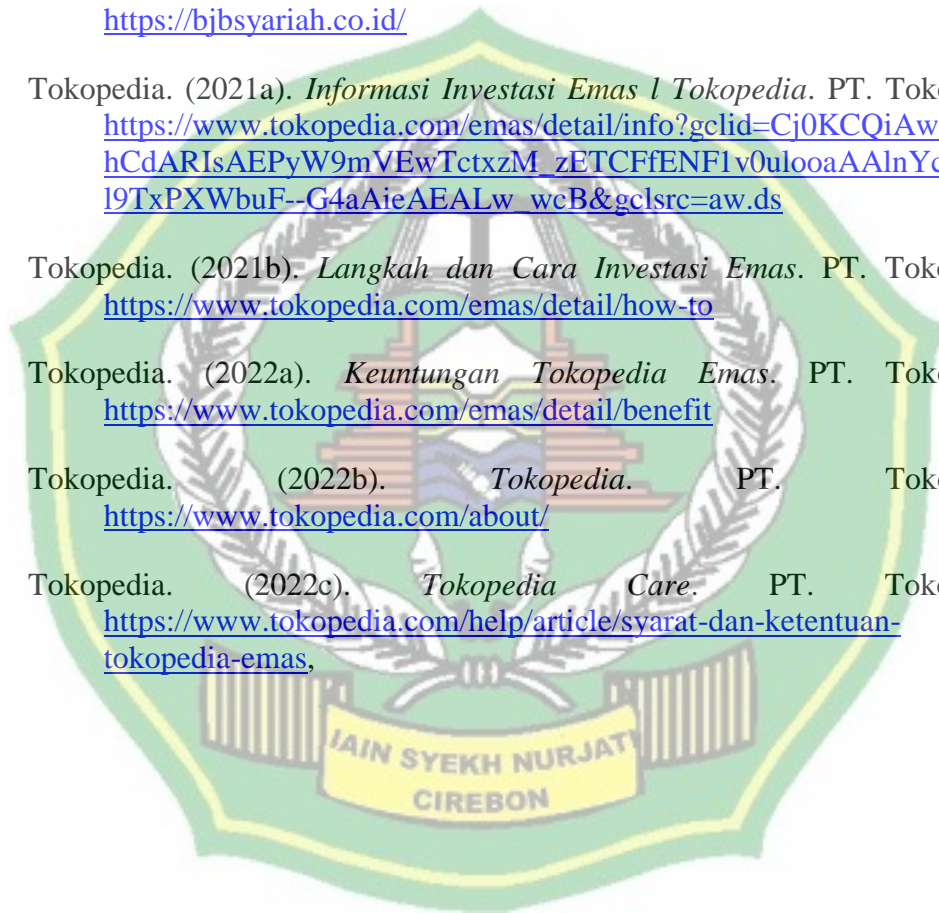 https://bjbsyariah.co.id/
Tokopedia. (2021a). Informasi Investasi Emas l Tokopedia. PT. Toko
https://www.tokopedia.com/emas/detail/info?gclid=Cj0KCQiAw
hCdARIsAEPyW9mVEwTctxzM_zETCFfENF1v0ulooaAAlnYc
l9TxPXWbuF--G4aAieAEALw_wcB&gclsrc=aw.ds
Tokopedia. (2021b). Langkah dan Cara Investasi Emas. PT. Toko
https://www.tokopedia.com/emas/detail/how-to
Tokopedia. (2022a). Keuntungan Tokopedia Emas. PT. Toko
https://www.tokopedia.com/emas/detail/benefit
Tokopedia. (2022b). Tokopedia. PT. Toko
https://www.tokopedia.com/about/
Tokopedia. (2022c). Tokopedia Care. PT. Toko
https://www.tokopedia.com/help/article/syarat-dan-ketentuan-
tokopedia-emas,
IAIN SYEKH NURJATI
CIREBON